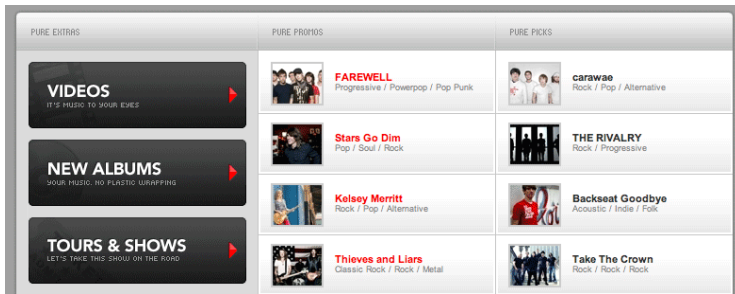 PURE EXTRAS
PURE PROMOS
PURE PICKS
VIDEOS
IT'S MUSIC TO YOUR EYES
NEW ALBUMS
YOUR MUSIC. NO PLASTIC WRAPPING
TOURS & SHOWS
LET'S TAKE THIS SHOW ON THE ROAD
FAREWELL
Progressive / Powerpop / Pop Punk
Stars Go Dim
Pop / Soul / Rock
Kelsey Merritt
Rock / Pop / Alternative
Thieves and Liars
Classic Rock / Rock / Metal
carawae
Rock / Pop / Alternative
THE RIVALRY
Rock / Progressive
Backseat Goodbye
Acoustic / Indie / Folk
Take The Crown
Rock / Rock / Rock